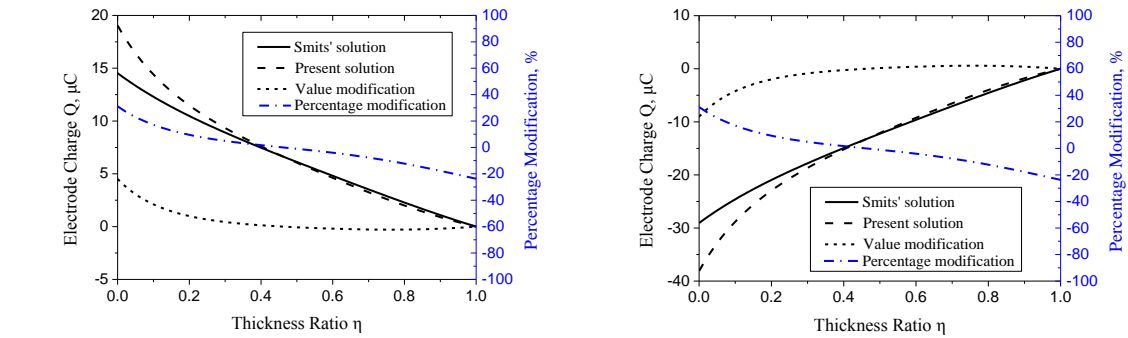 20
15
10
5
0
-5
Electrode Charge Q, μC
0.0 0.2 0.4 0.6 0.8 1.0
Thickness Ratio η
100
80
60
40
20
0
-20
-40
-60
-80
-100
Percentage Modification, %
Smits' solution
Present solution
Value modification
Percentage modification
10
0
-10
-20
-30
-40
Electrode Charge Q, μC
0.0 0.2 0.4 0.6 0.8 1.0
Thickness Ratio η
100
80
60
40
20
0
-20
-40
-60
-80
-100
Percentage Modification, %
Smits' solution
Present solution
Value modification
Percentage modification